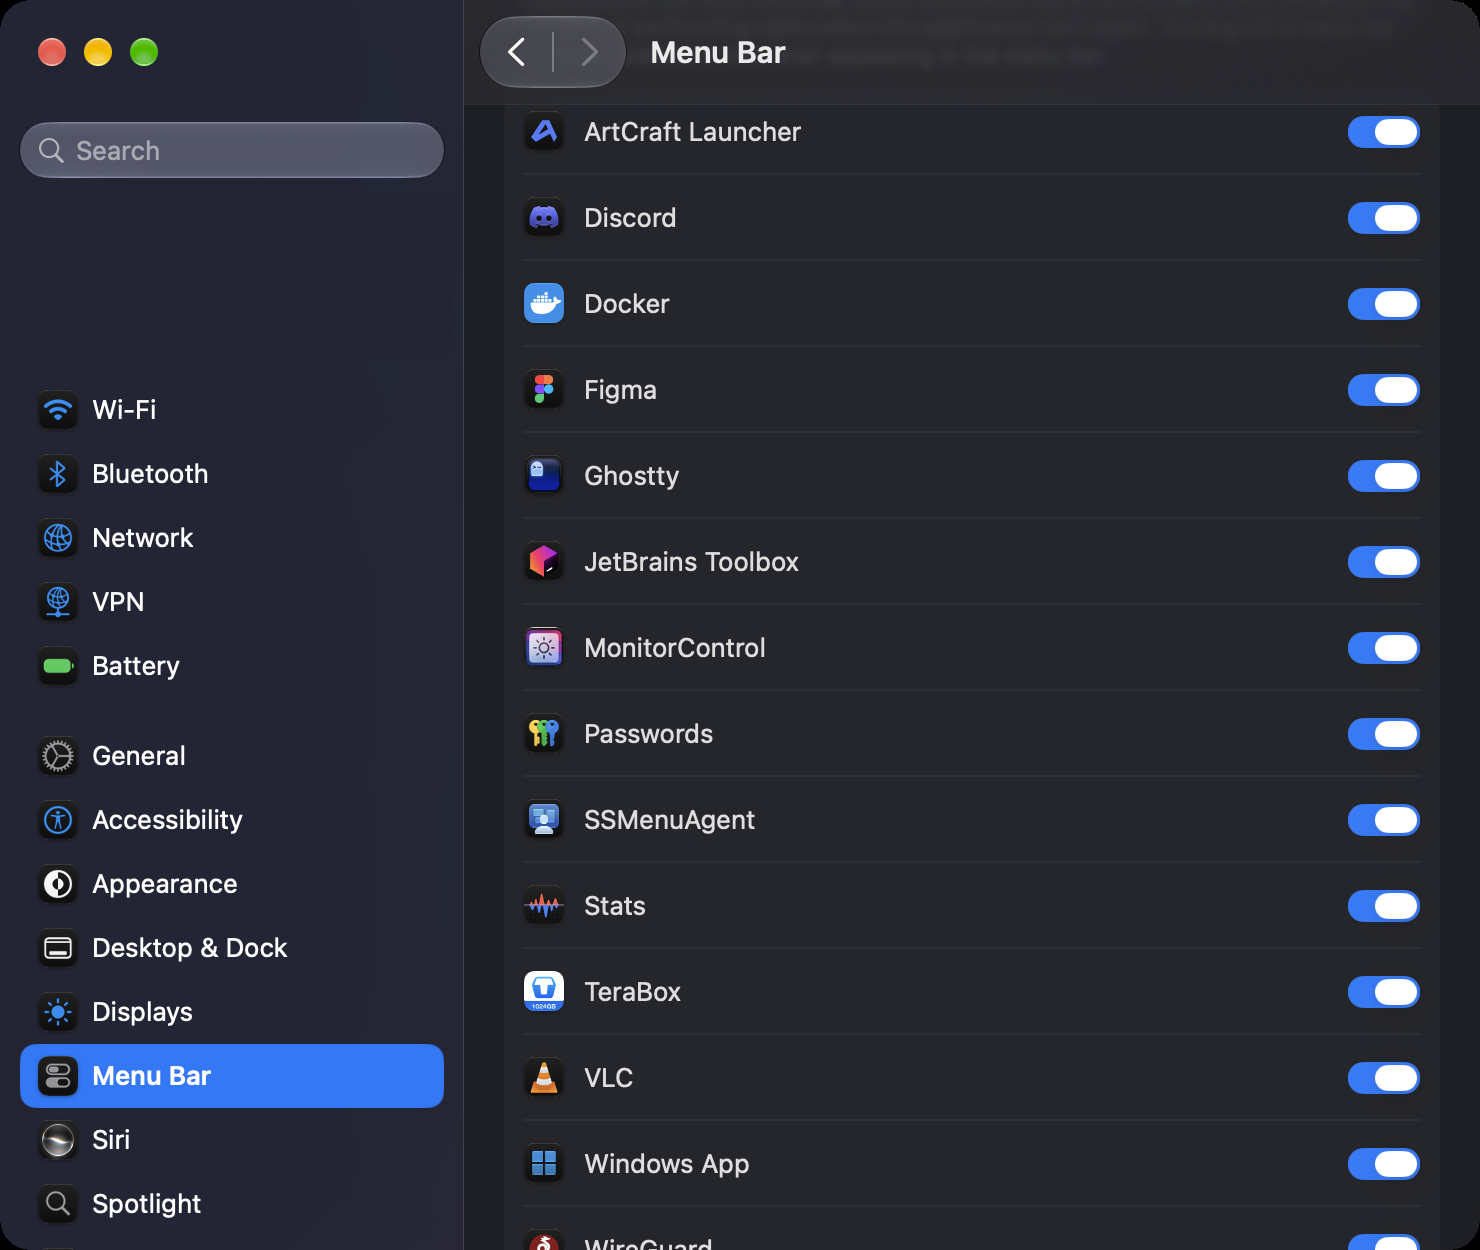 Menu Bar
Search
Wi-Fi
Bluetooth
Network
VPN
Battery
General
Accessibility
Appearance
Desktop & Dock
Displays
Menu Bar
Siri
Spotlight
ArtCraft Launcher
Discord
Docker
Figma
Ghostty
JetBrains Toolbox
MonitorControl
Passwords
SSMenuAgent
Stats
1024GB
TeraBox
VLC
Windows App
WireGuard